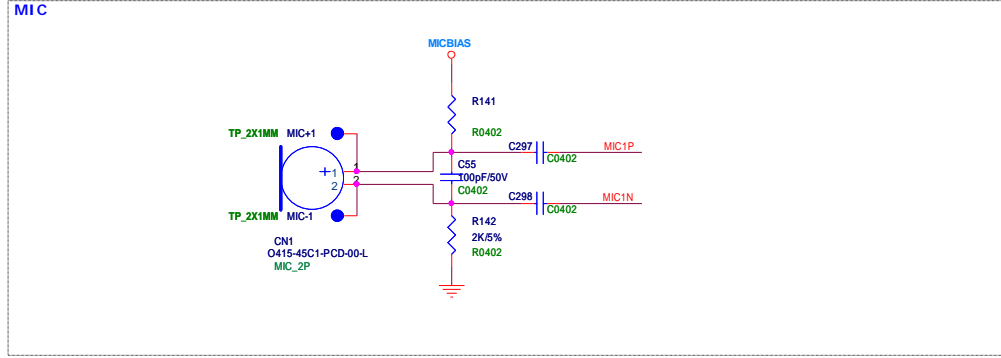 MIC
MICBIAS
R141
R0402
TP_2X1MM MIC+1
C297
C0402
MIC1P
C55
100pF/50V
C0402
+1
1
2
2
C298
C0402
MIC1N
TP_2X1MM MIC-1
R142
2K/5%
R0402
CN1
O415-45C1-PCD-00-L
MIC_2P